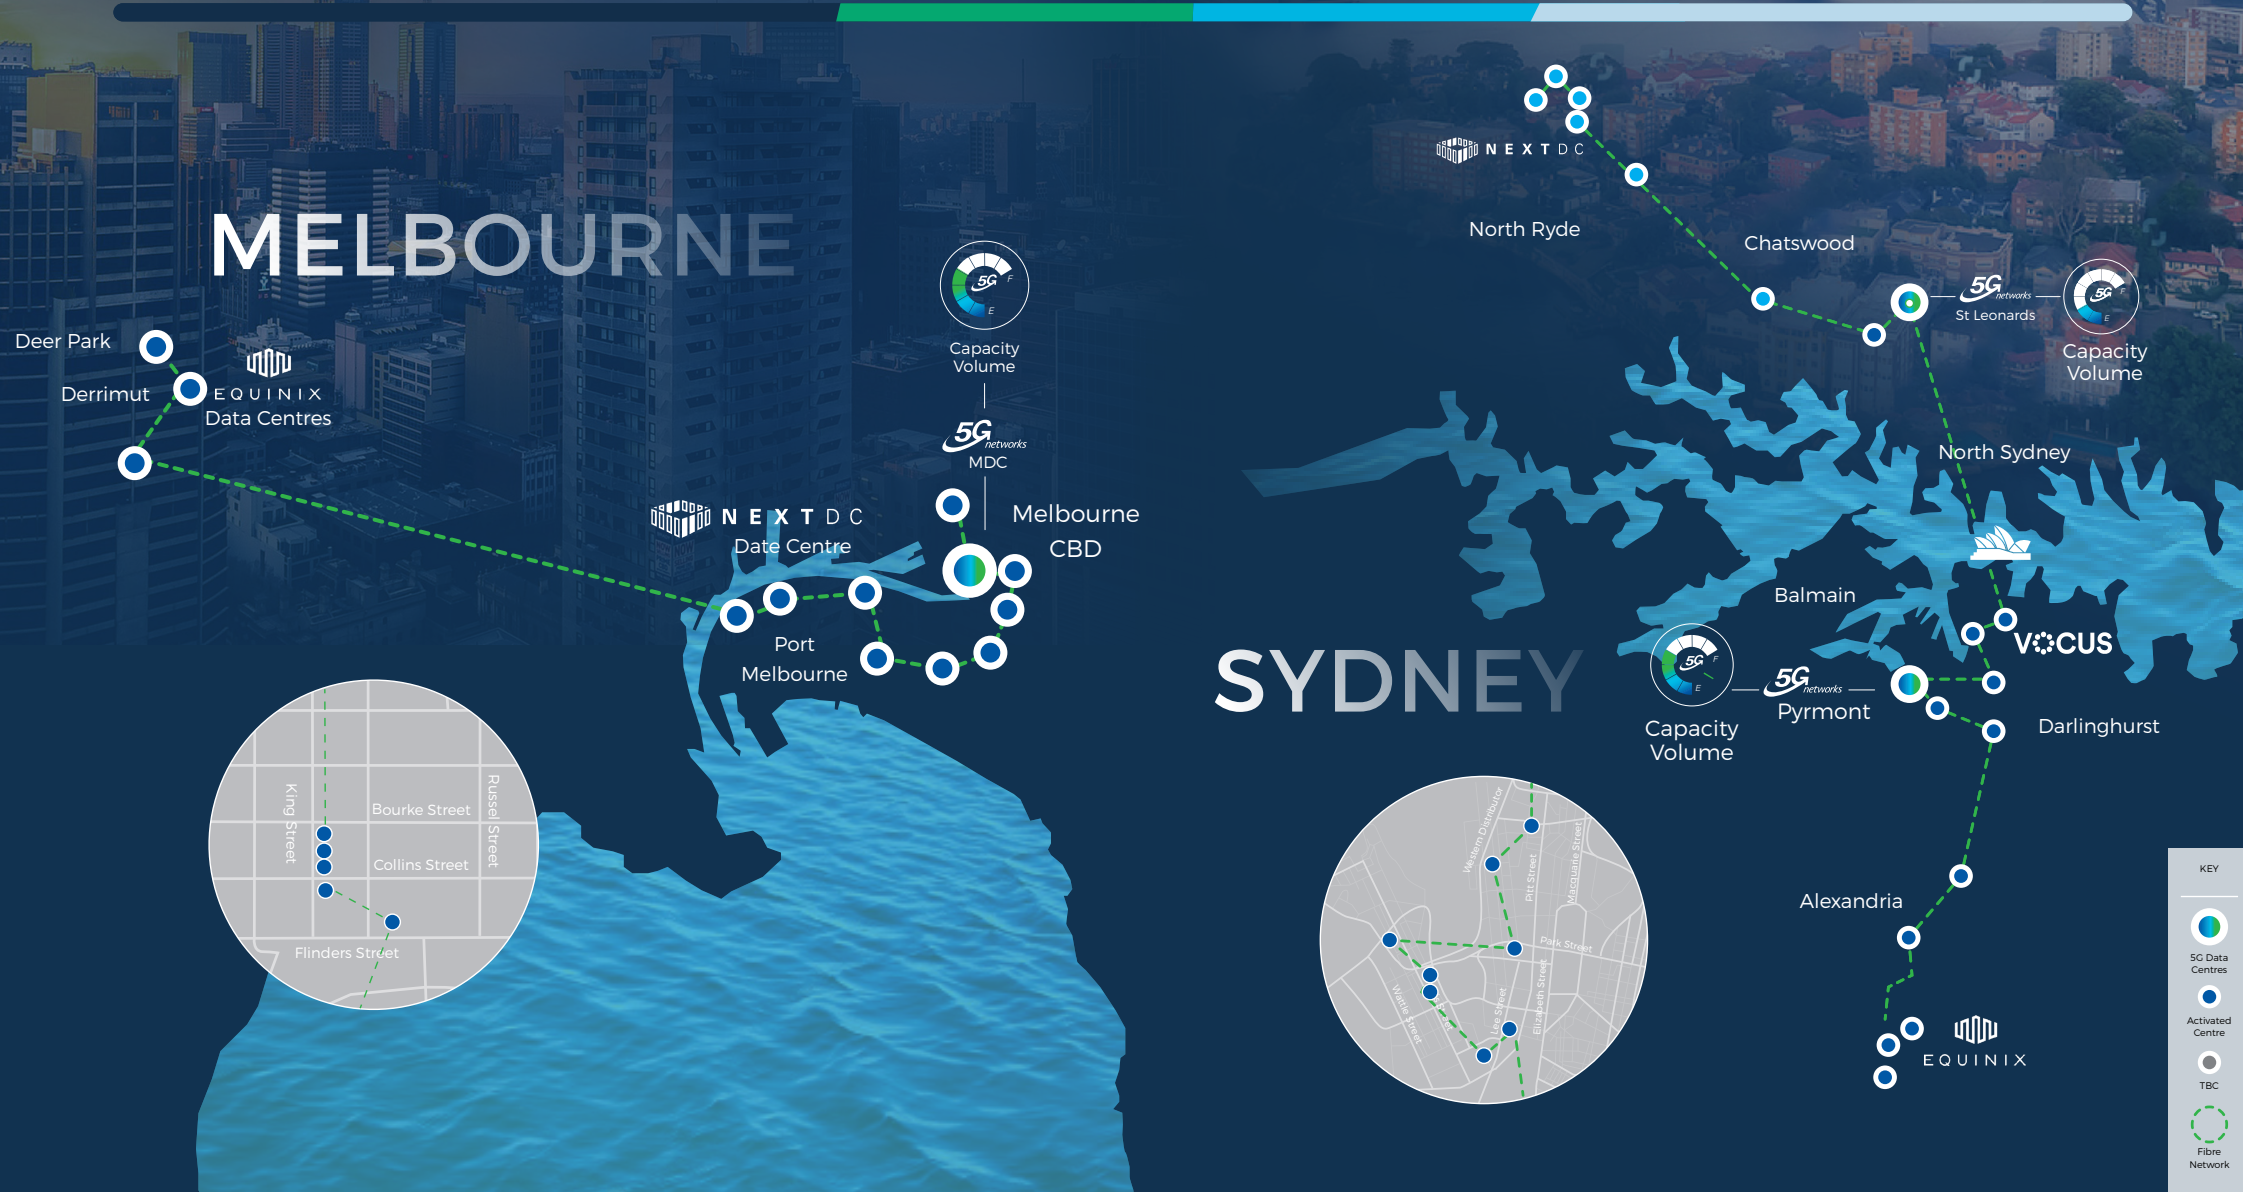 MELBOURNE
Deer Park
Derrimut
EQUINIX
Data Centres
5G
F
E
Capacity
Volume
5G
networks
MDC
NEXTDC
Date Centre
Melbourne
CBD
Port
Melbourne
King Street
Bourke Street
Russel Street
Collins Street
Flinders Street
NEXTDC
North Ryde
Chatswood
5G
networks
St Leonards
5G
F
E
Capacity
Volume
North Sydney
Balmain
VOCUS
SYDNEY
5G
F
E
Capacity
Volume
5G
networks
Pyrmont
Darlinghurst
Western Distributor
Pitt Street
Macquarie Street
Park Street
Wattle Street
Lee Street
Elizabeth Street
Alexandria
EQUINIX
KEY
5G Data
Centres
Activated
Centre
TBC
Fibre
Network